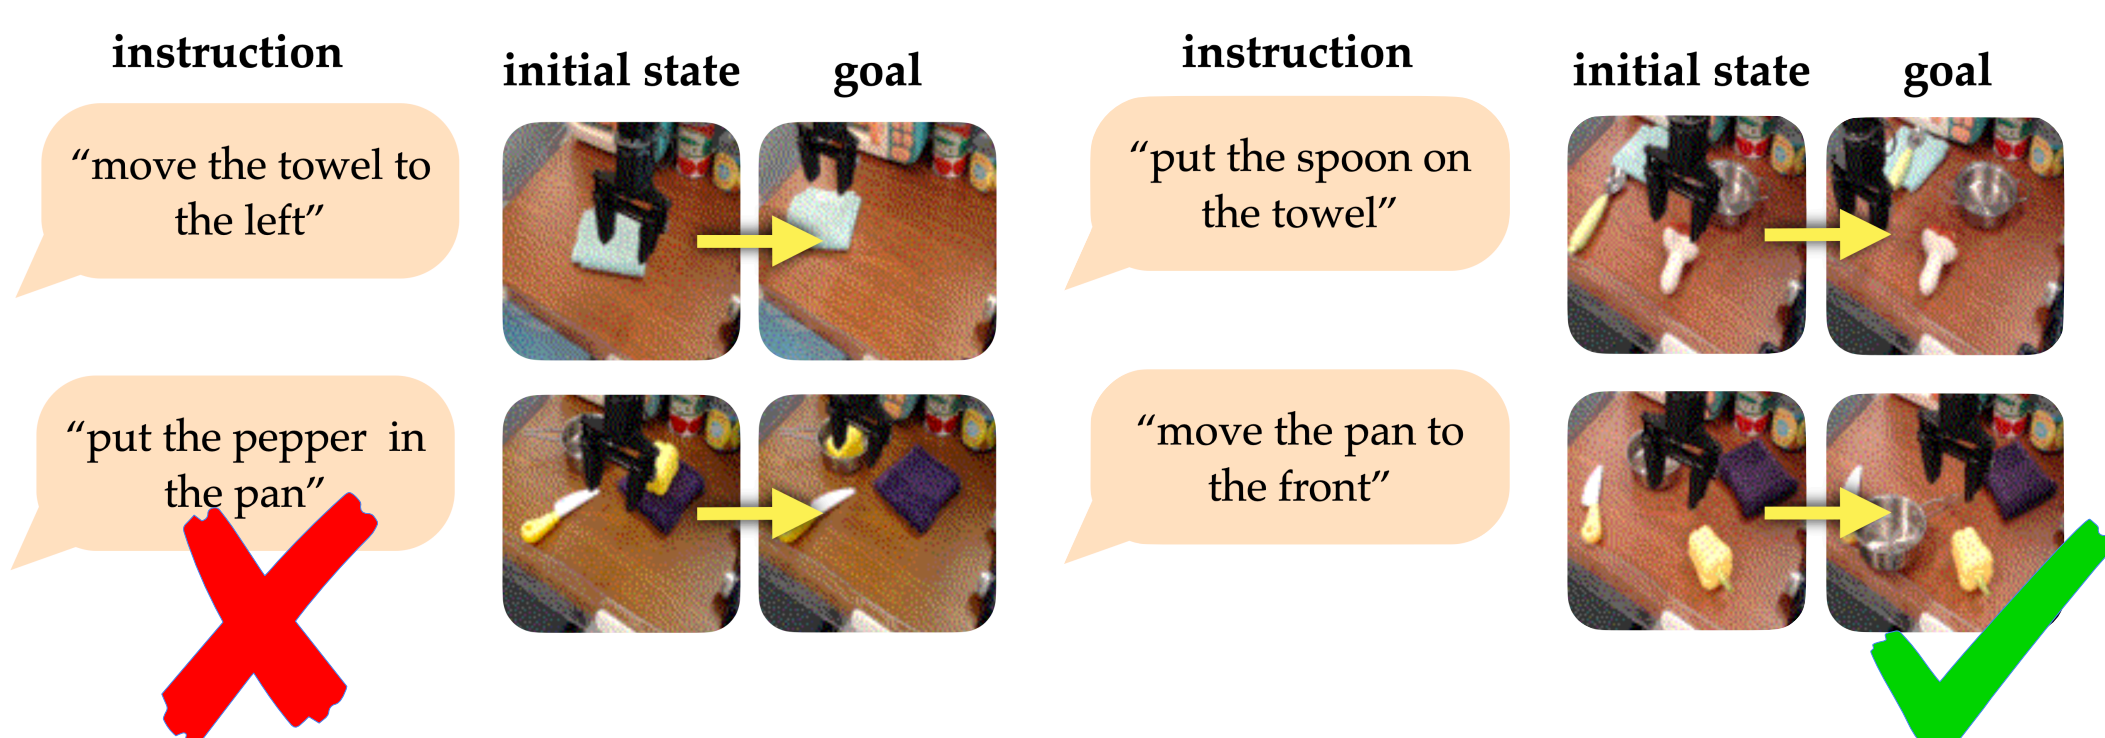 instruction
initial state
goal
“move the towel to
the left”
“put the pepper in
the pan”
instruction
initial state
goal
“put the spoon on
the towel”
“move the pan to
the front”